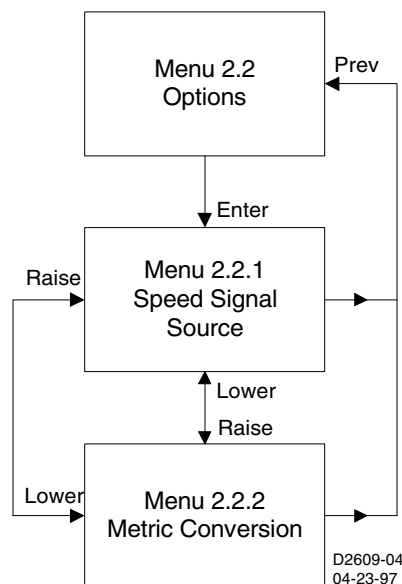 Menu 2.2
Options
Prev
Enter
Menu 2.2.1
Speed Signal
Source
Raise
Lower
Raise
Lower
Menu 2.2.2
Metric Conversion
D2609-04
04-23-97